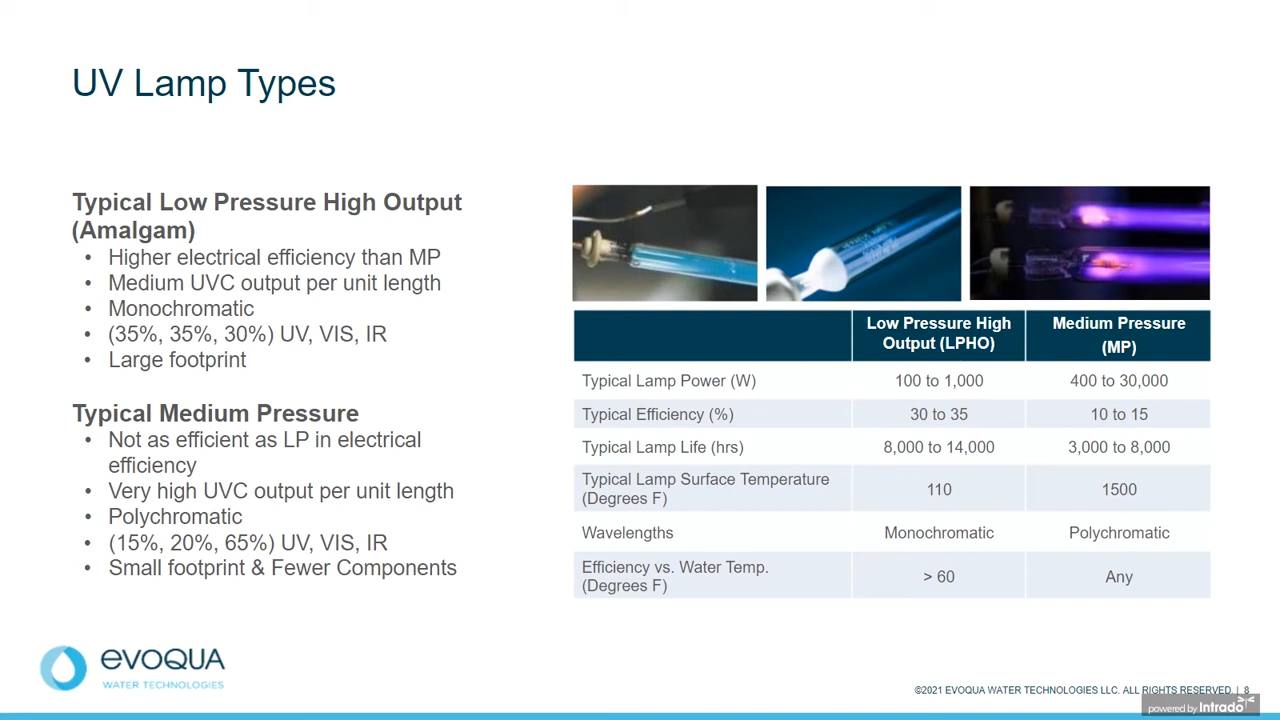 UV Lamp Types
Typical Low Pressure High Output
(Amalgam)
• Higher electrical efficiency than MP
• Medium UVC output per unit length
• Monochromatic
• (35%, 35%, 30%) UV, VIS, IR
• Large footprint
Typical Medium Pressure
• Not as efficient as LP in electrical
efficiency
• Very high UVC output per unit length
• Polychromatic
• (15%, 20%, 65%) UV, VIS, IR
• Small footprint & Fewer Components
Low Pressure High
Output (LPHO)
Medium Pressure
(MP)
Typical Lamp Power (W) 100 to 1,000 400 to 30,000
Typical Efficiency (%) 30 to 35 10 to 15
Typical Lamp Life (hrs) 8,000 to 14,000 3,000 to 8,000
Typical Lamp Surface Temperature
(Degrees F) 110 1500
Wavelengths Monochromatic Polychromatic
Efficiency vs. Water Temp.
(Degrees F) > 60 Any
evoqua
WATER TECHNOLOGIES
©2021 EVOQUA WATER TECHNOLOGIES LLC. ALL RIGHTS RESERVED. | 8
powered by Intrado